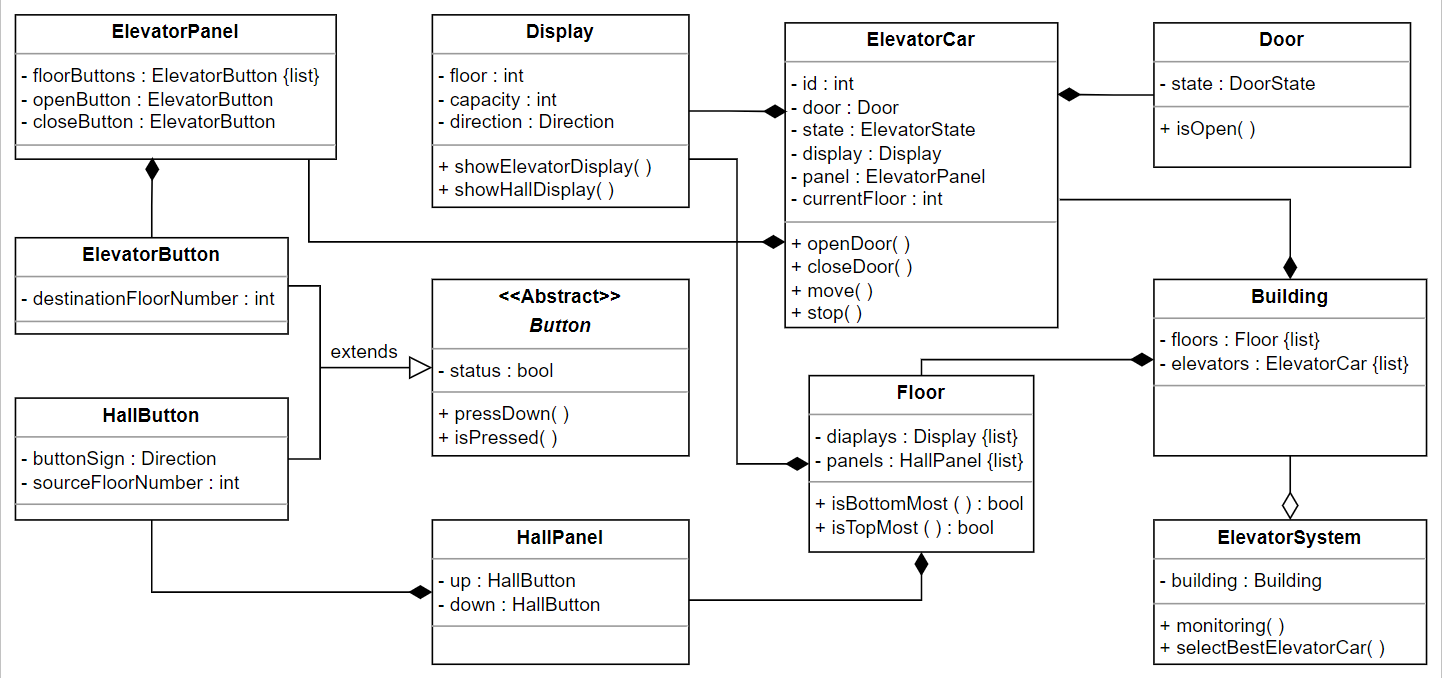 ElevatorPanel
- floorButtons : ElevatorButton {list}
- openButton : ElevatorButton
- closeButton : ElevatorButton
Display
- floor : int
- capacity : int
- direction : Direction
+ showElevatorDisplay( )
+ showHallDisplay( )
ElevatorCar
- id : int
- door : Door
- state : ElevatorState
- display : Display
- panel : ElevatorPanel
- currentFloor : int
+ openDoor( )
+ closeDoor( )
+ move( )
+ stop( )
Door
- state : DoorState
+ isOpen( )
ElevatorButton
- destinationFloorNumber : int
extends
<<Abstract>>
Button
- status : bool
+ pressDown( )
+ isPressed( )
Building
- floors : Floor {list}
- elevators : ElevatorCar {list}
HallButton
- buttonSign : Direction
- sourceFloorNumber : int
Floor
- diaplays : Display {list}
- panels : HallPanel {list}
+ isBottomMost ( ) : bool
+ isTopMost ( ) : bool
HallPanel
- up : HallButton
- down : HallButton
ElevatorSystem
- building : Building
+ monitoring( )
+ selectBestElevatorCar( )